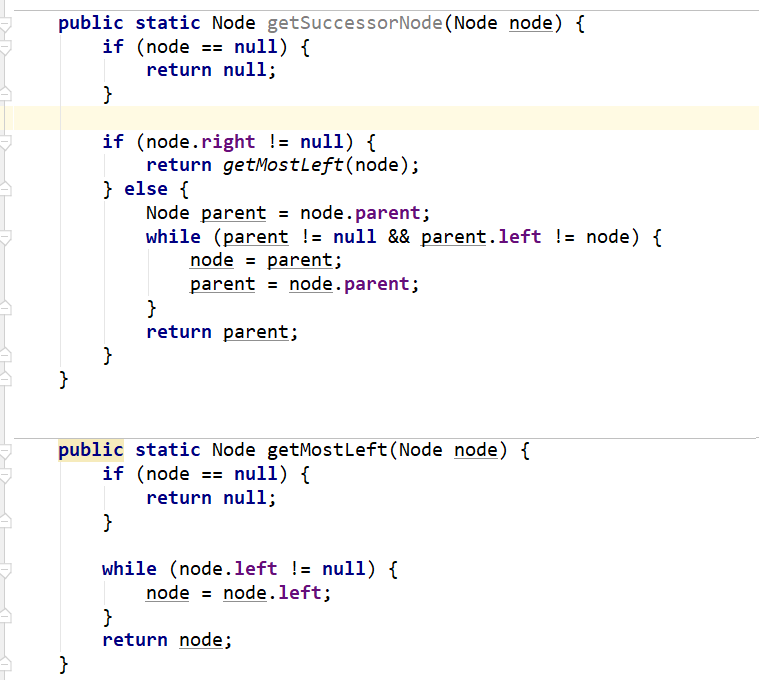 public static Node getSuccessorNode(Node node) {
    if (node == null) {
        return null;
    }

    if (node.right != null) {
        return getMostLeft(node);
    } else {
        Node parent = node.parent;
        while (parent != null && parent.left != node) {
            node = parent;
            parent = node.parent;
        }
        return parent;
    }
}

public static Node getMostLeft(Node node) {
    if (node == null) {
        return null;
    }

    while (node.left != null) {
        node = node.left;
    }
    return node;
}